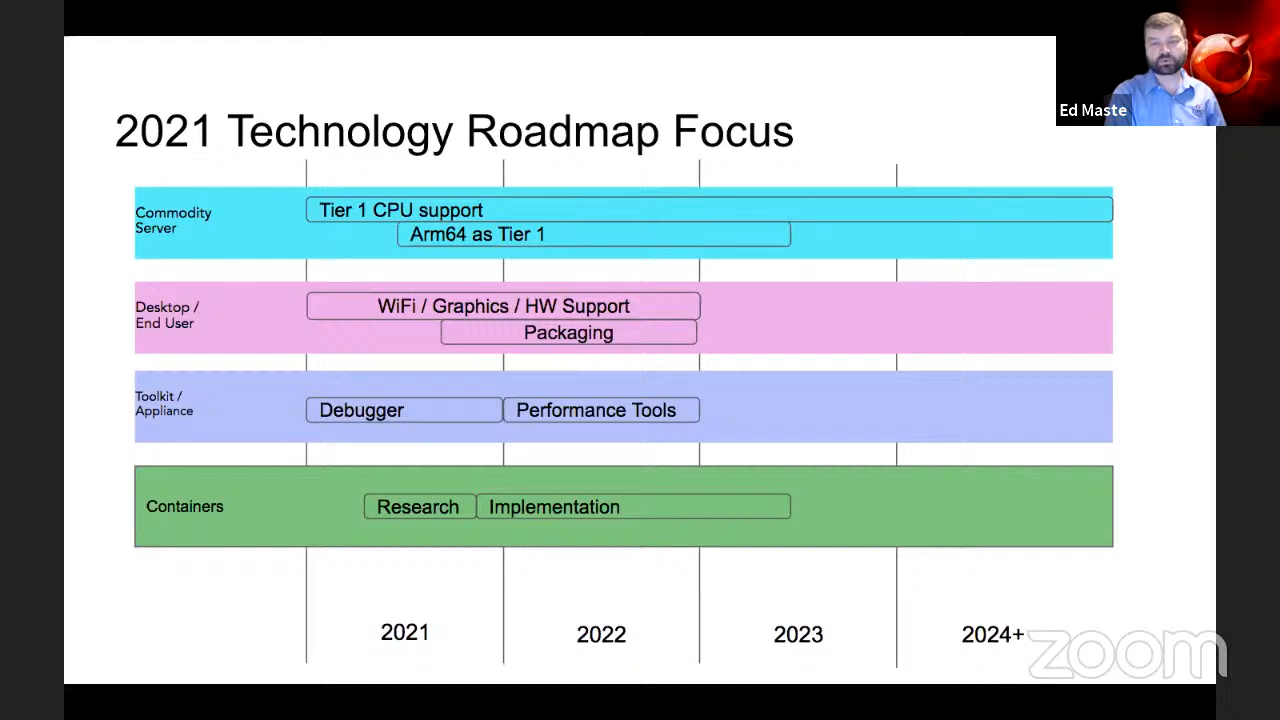 Ed Maste
2021 Technology Roadmap Focus
Commodity
Server
Tier 1 CPU support
Arm64 as Tier 1
Desktop /
End User
WiFi / Graphics / HW Support
Packaging
Toolkit /
Appliance
Debugger
Performance Tools
Containers
Research
Implementation
2021
2022
2023
2024+
zoom